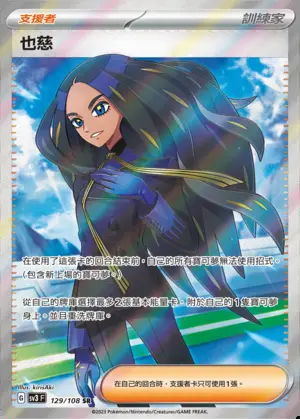 支援者
訓練家
也慈
在使用了這張卡的回合結束前，自己的所有寶可夢無法使用招式。
（包含新上場的寶可夢。）
從自己的牌庫選擇最多2張基本能量卡，附於自己的1隻寶可夢
身上。並且重洗牌庫。
Illus. kirisAki
G SV3 F 129/108 SR
在自己的回合時，支援者卡只可使用1張。
©2023 Pokémon/Nintendo/Creatures/GAME FREAK.